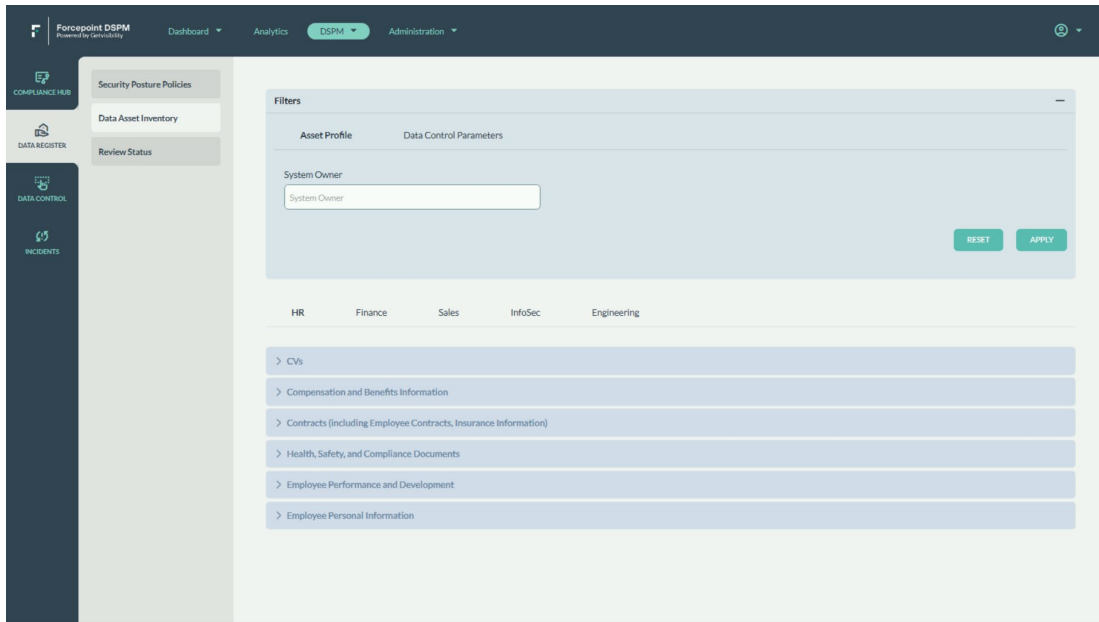 Forcepoint DSPM
Powered by Getvisibility
Dashboard
Analytics
DSPM
Administration
COMPLIANCE HUB
DATA REGISTER
DATA CONTROL
INCIDENTS
Security Posture Policies
Data Asset Inventory
Review Status
Filters
Asset Profile
Data Control Parameters
System Owner
System Owner
RESET
APPLY
HR
Finance
Sales
InfoSec
Engineering
CVs
Compensation and Benefits Information
Contracts (including Employee Contracts, Insurance Information)
Health, Safety, and Compliance Documents
Employee Performance and Development
Employee Personal Information